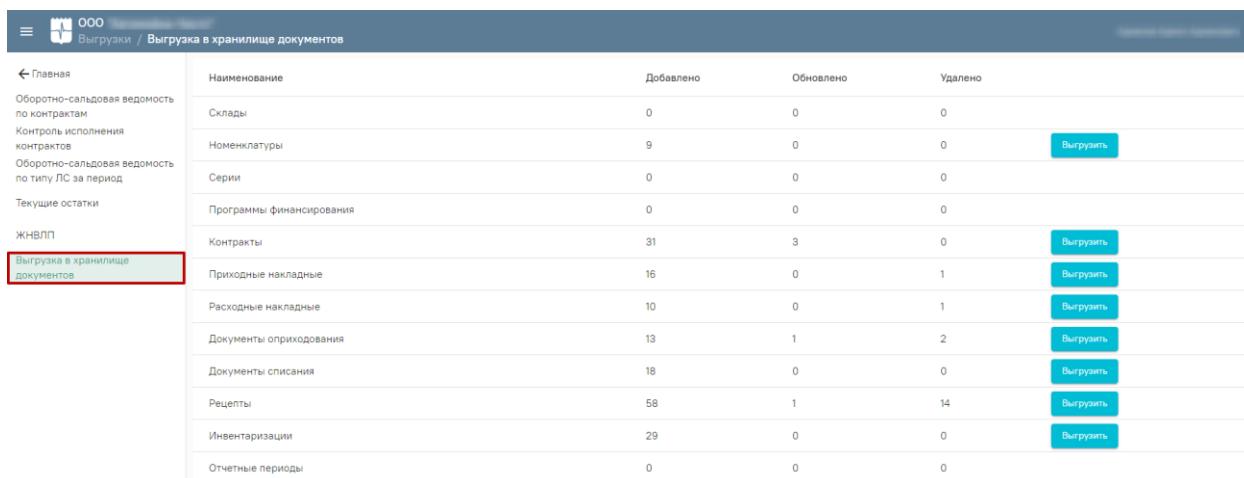 ООО
Выгрузки / Выгрузка в хранилище документов
Главная
Оборотно-сальдовая ведомость
по контрактам
Контроль исполнения
контрактов
Оборотно-сальдовая ведомость
по типу ЛС за период
Текущие остатки
ЖНВЛП
Выгрузка в хранилище
документов
Наименование Добавлено Обновлено Удалено
Склады 0 0 0
Номенклатуры 9 0 0 Выгрузить
Серии 0 0 0
Программы финансирования 0 0 0
Контракты 31 3 0 Выгрузить
Приходные накладные 16 0 1 Выгрузить
Расходные накладные 10 0 1 Выгрузить
Документы оприходования 13 1 2 Выгрузить
Документы списания 18 0 0 Выгрузить
Рецепты 58 1 14 Выгрузить
Инвентаризации 29 0 0 Выгрузить
Отчетные периоды 0 0 0